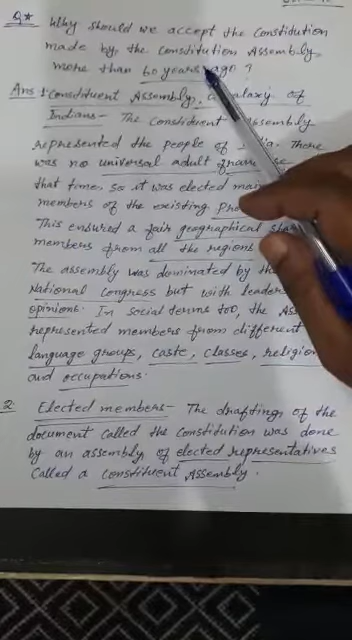 Q* Why should we accept the Constitution
made by the Constitution Assembly
more than 60 years ago ?
Ans 1 Constituent Assembly, galaxy of
Indians - The Constituent Assembly
represented the people of There
was no universal adult
that time, so it was elected
members of the existing
This ensured a fair geographical
members from all the regions
The assembly was dominated by
National Congress but with
opinions. In social terms too, the
represented members from different
language groups, caste, classes, religion
and occupations.
2. Elected members - The drafting of the
document called the Constitution was done
by an assembly of elected representatives
called a constituent Assembly.